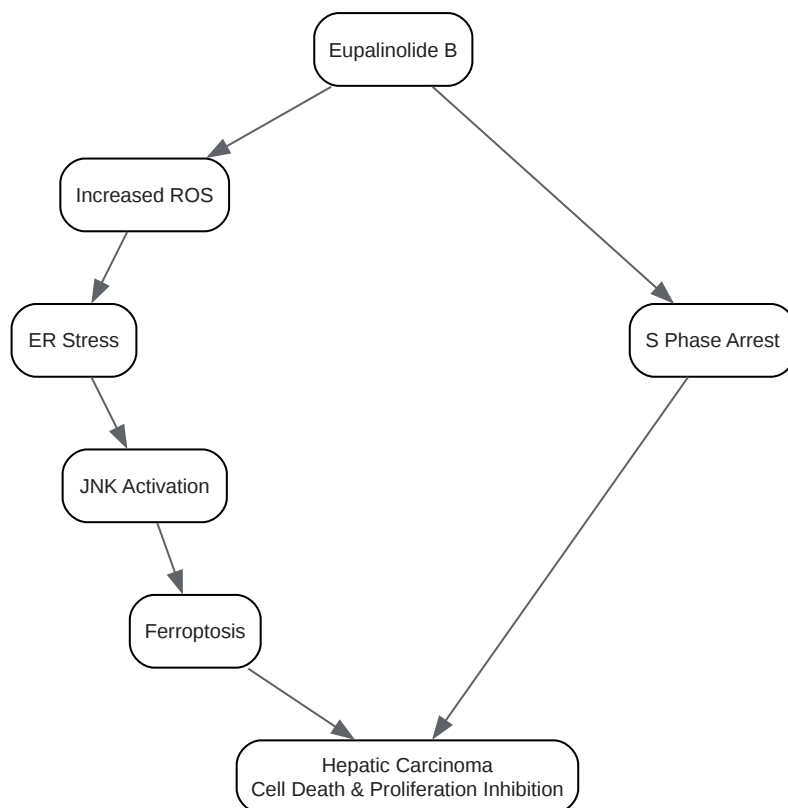 Eupalinolide B
Increased ROS
ER Stress
S Phase Arrest
JNK Activation
Ferroptosis
Hepatic Carcinoma
Cell Death & Proliferation Inhibition